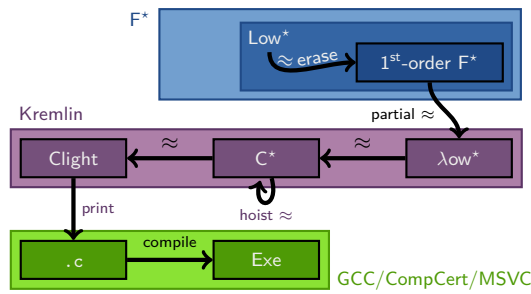 F*
Low*
≈ erase
1st-order F*
partial ≈
Kremlin
Clight
≈
C*
≈
λow*
print
hoist ≈
.c
compile
Exe
GCC/CompCert/MSVC